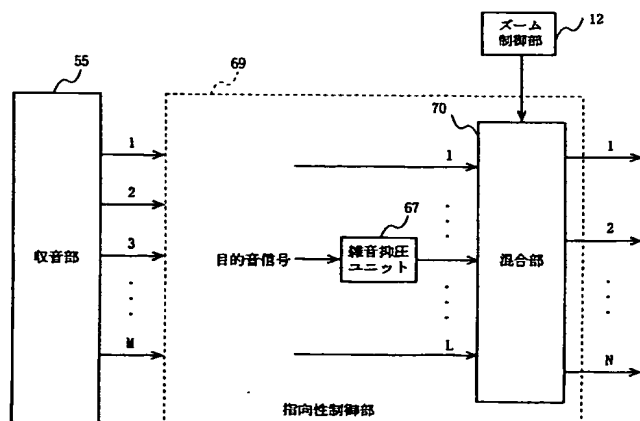 ズーム
制御部
12
55
69
70
収音部
1
2
3
M
目的音信号
67
雑音抑圧
ユニット
1
L
混合部
1
2
N
指向性制御部